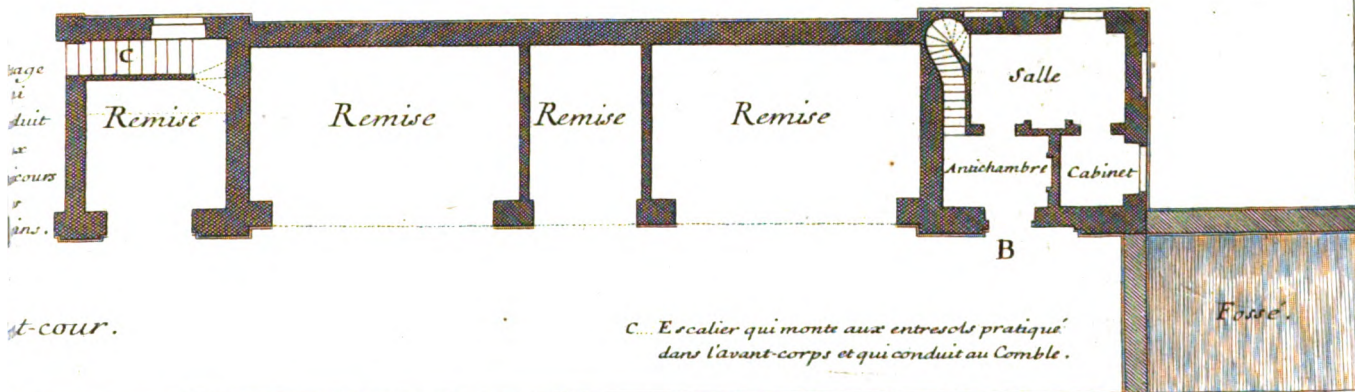 C
Remise
Remise
Remise
Remise
Salle
Antichambre
Cabinet
B
Fossé.
t-cour.
C... Escalier qui monte aux entresols pratiqué
dans l'avant-corps et qui conduit au Comble.